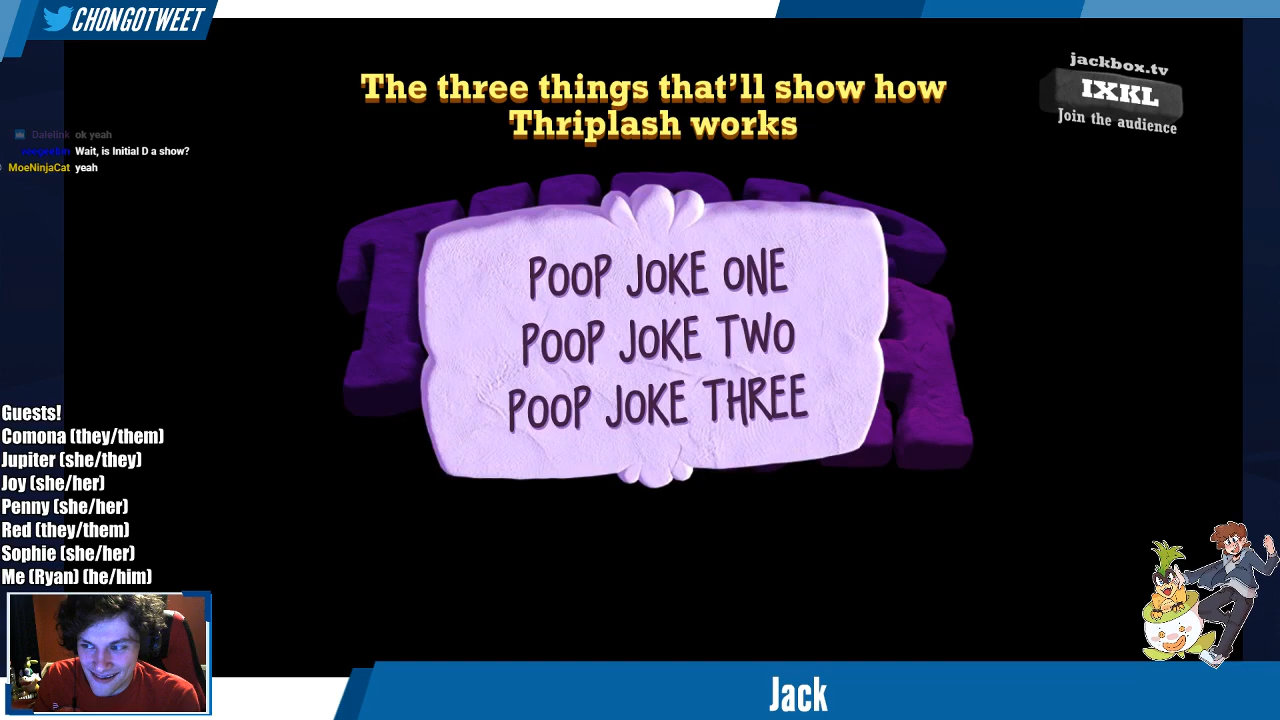 CHONGOTWEET
The three things that'll show how
Thriplash works
jackbox.tv
IXKL
Join the audience
Dalelink ok yeah
Wait, is Initial D a show?
MoeNinjaCat yeah
POOP JOKE ONE
POOP JOKE TWO
POOP JOKE THREE
Guests!
Comona (they/them)
Jupiter (she/they)
Joy (she/her)
Penny (she/her)
Red (they/them)
Sophie (she/her)
Me (Ryan) (he/him)
Jack